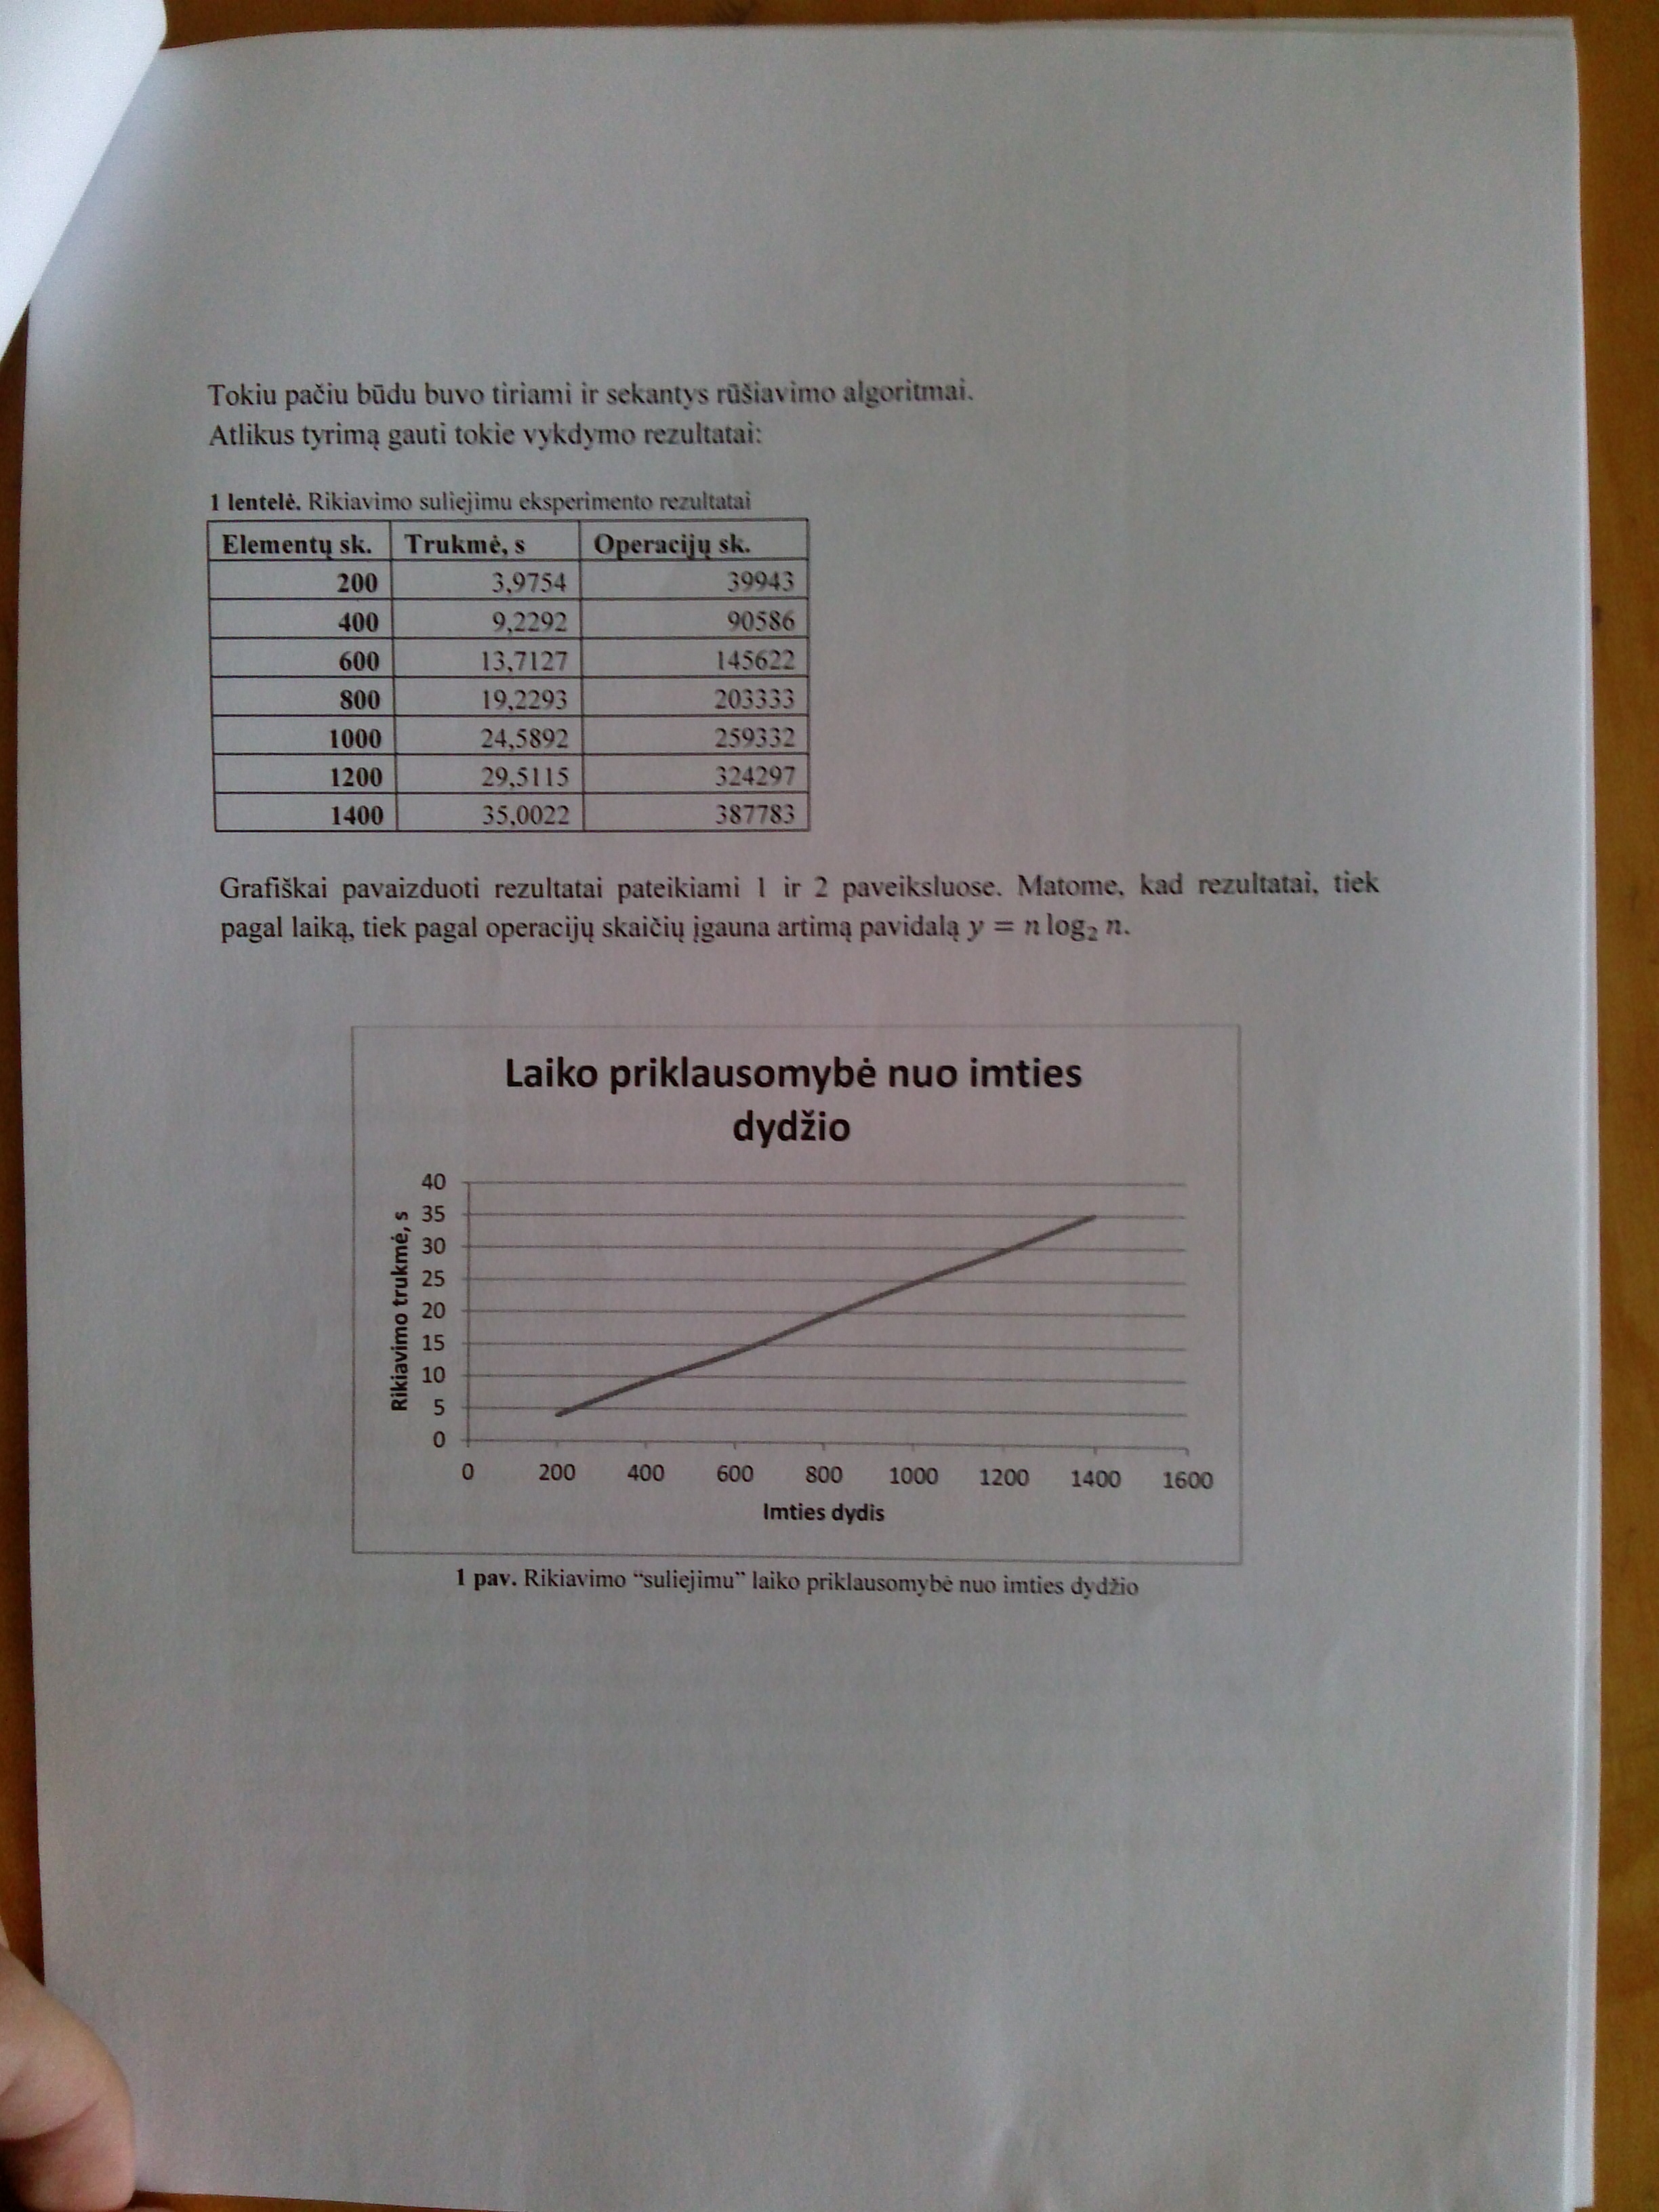 Tokiu pačiu būdu buvo tiriami ir sekantys rūšiavimo algoritmai.
Atlikus tyrimą gauti tokie vykdymo rezultatai:
1 lentelė. Rikiavimo suliejimu eksperimento rezultatai
Elementų sk. Trukmė, s Operacijų sk.
200 3,9754 39943
400 9,2292 90586
600 13,7127 145622
800 19,2293 203333
1000 24,5892 259332
1200 29,5115 324297
1400 35,0022 387783
Grafiškai pavaizduoti rezultatai pateikiami 1 ir 2 paveiksluose. Matome, kad rezultatai, tiek
pagal laiką, tiek pagal operacijų skaičių įgauna artimą pavidalą y = n log₂ n.
Laiko priklausomybė nuo imties
dydžio
Rikiavimo trukmė, s
40
35
30
25
20
15
10
5
0
0 200 400 600 800 1000 1200 1400 1600
Imties dydis
1 pav. Rikiavimo “suliejimu” laiko priklausomybė nuo imties dydžio